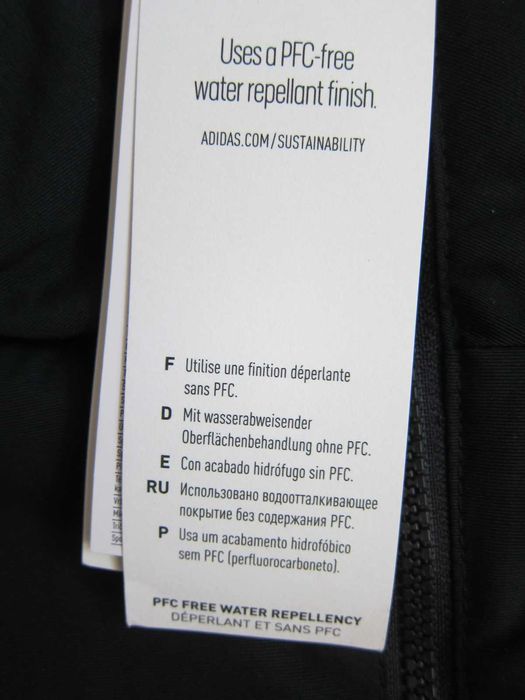 Uses a PFC-free
water repellant finish.
ADIDAS.COM/SUSTAINABILITY
F Utilise une finition déperlante
sans PFC.
D Mit wasserabweisender
Oberflächenbehandlung ohne PFC.
E Con acabado hidrófugo sin PFC.
RU Использовано водоотталкивающее
покрытие без содержания PFC.
P Usa um acabamento hidrofóbico
sem PFC (perfluorocarboneto).
PFC FREE WATER REPELLENCY
DÉPERLANT ET SANS PFC